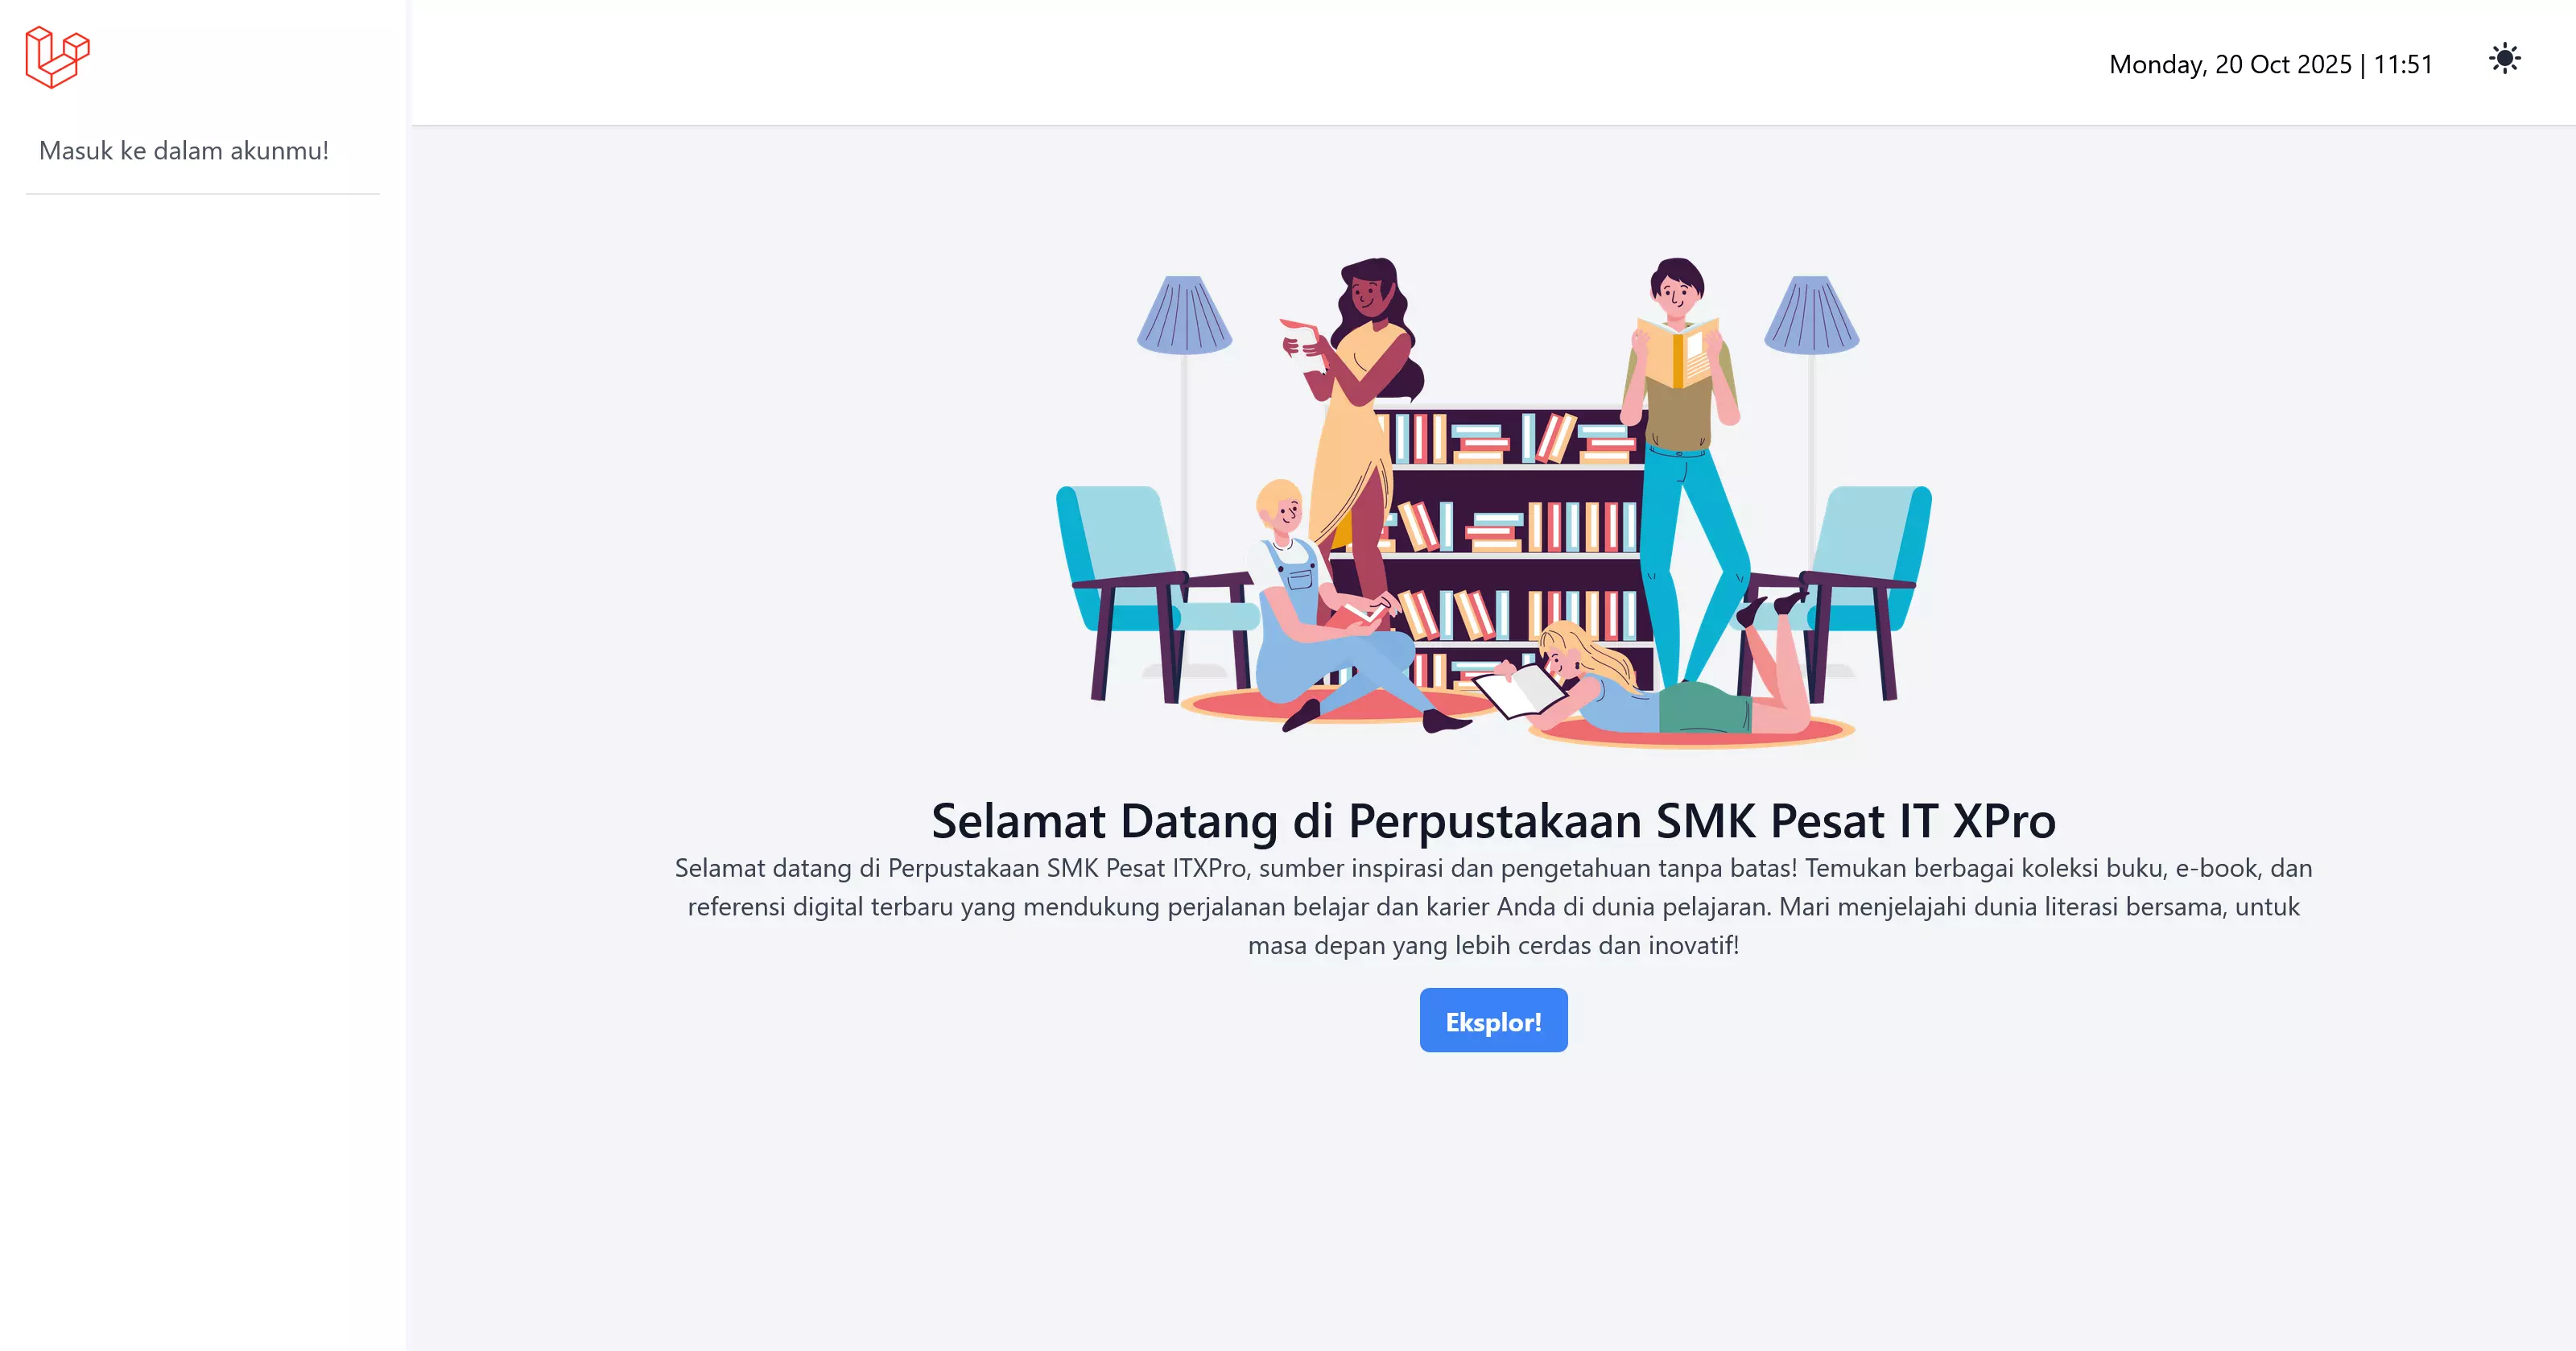 Monday, 20 Oct 2025 | 11:51
Masuk ke dalam akunmu!
Selamat Datang di Perpustakaan SMK Pesat IT XPro
Selamat datang di Perpustakaan SMK Pesat ITXPro, sumber inspirasi dan pengetahuan tanpa batas! Temukan berbagai koleksi buku, e-book, dan
referensi digital terbaru yang mendukung perjalanan belajar dan karier Anda di dunia pelajaran. Mari menjelajahi dunia literasi bersama, untuk
masa depan yang lebih cerdas dan inovatif!
Eksplor!